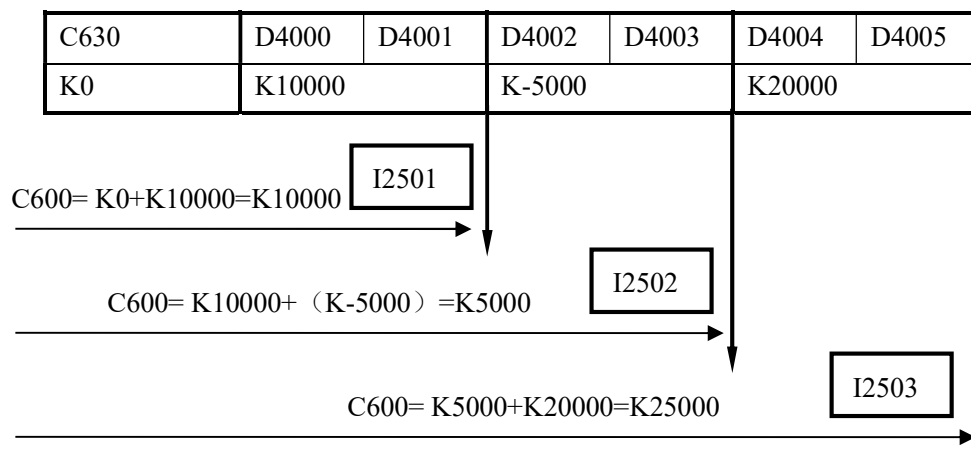 C630 D4000 D4001 D4002 D4003 D4004 D4005
K0 K10000 K-5000 K20000
I2501
C600= K0+K10000=K10000
I2502
C600= K10000+（K-5000）=K5000
I2503
C600= K5000+K20000=K25000